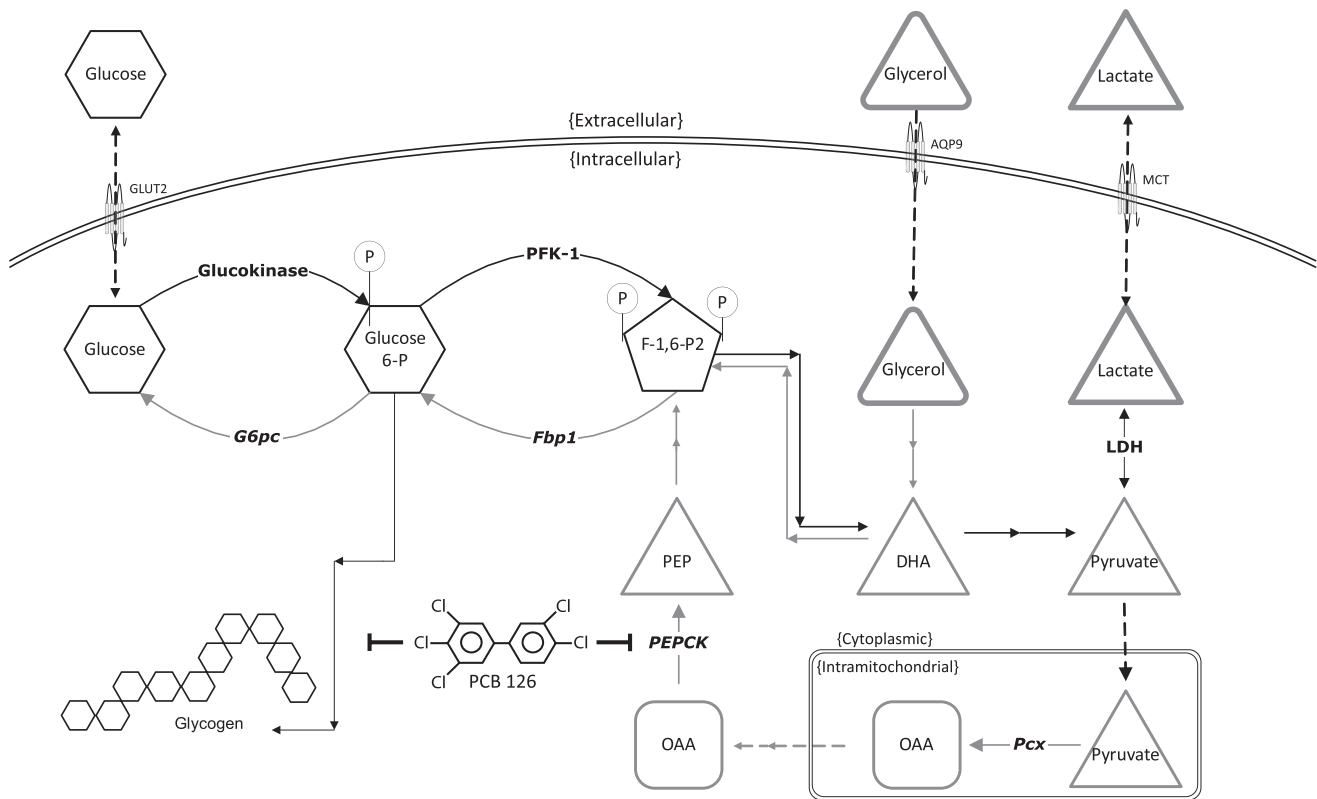 Glucose
Glycerol
Lactate
{Extracellular}
{Intracellular}
GLUT2
AQP9
MCT
Glucokinase
P
PFK-1
P
P
Glucose
Glucose
6-P
F-1,6-P2
Glycerol
Lactate
G6pc
Fbp1
LDH
PEP
DHA
Pyruvate
Cl
Cl
Cl
Cl
Cl
PCB 126
PEPCK
{Cytoplasmic}
{Intramitochondrial}
Glycogen
OAA
OAA
Pcx
Pyruvate